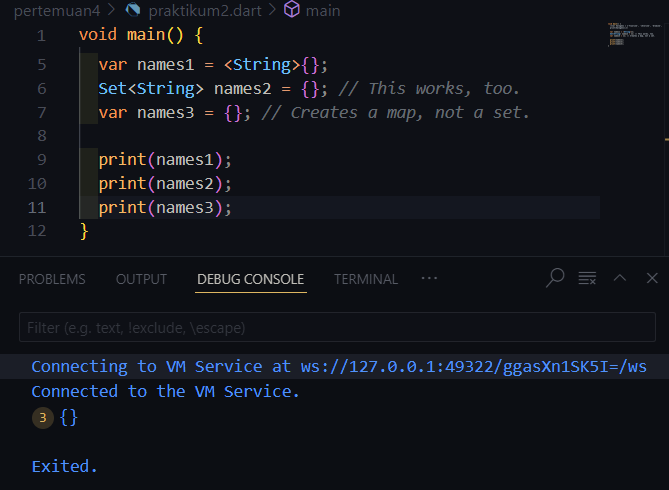 pertemuan4 > praktikum2.dart > main
1 void main() {
5 var names1 = <String>{};
6 Set<String> names2 = {}; // This works, too.
7 var names3 = {}; // Creates a map, not a set.
8
9 print(names1);
10 print(names2);
11 print(names3);
12 }
PROBLEMS OUTPUT DEBUG CONSOLE TERMINAL ...
Filter (e.g. text, !exclude, \escape)
Connecting to VM Service at ws://127.0.0.1:49322/ggasXn1SK5I=/ws
Connected to the VM Service.
3 {}
Exited.